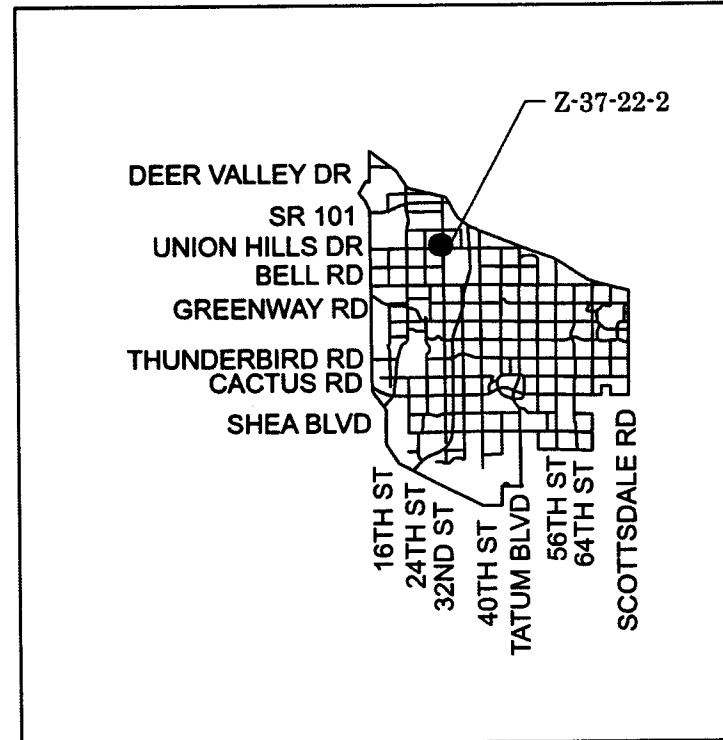 Z-37-22-2
DEER VALLEY DR
SR 101
UNION HILLS DR
BELL RD
GREENWAY RD
THUNDERBIRD RD
CACTUS RD
SHEA BLVD
16TH ST
24TH ST
32ND ST
40TH ST
TATUM BLVD
56TH ST
64TH ST
SCOTTSDALE RD